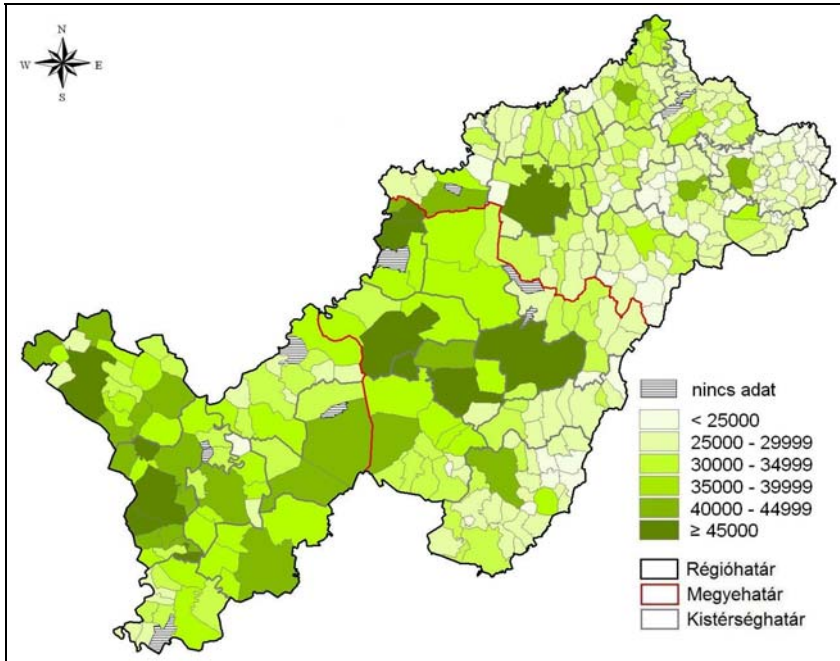 N
W E
S
nincs adat
< 25000
25000 - 29999
30000 - 34999
35000 - 39999
40000 - 44999
≥ 45000
Régióhatár
Megyehatár
Kistérséghatár